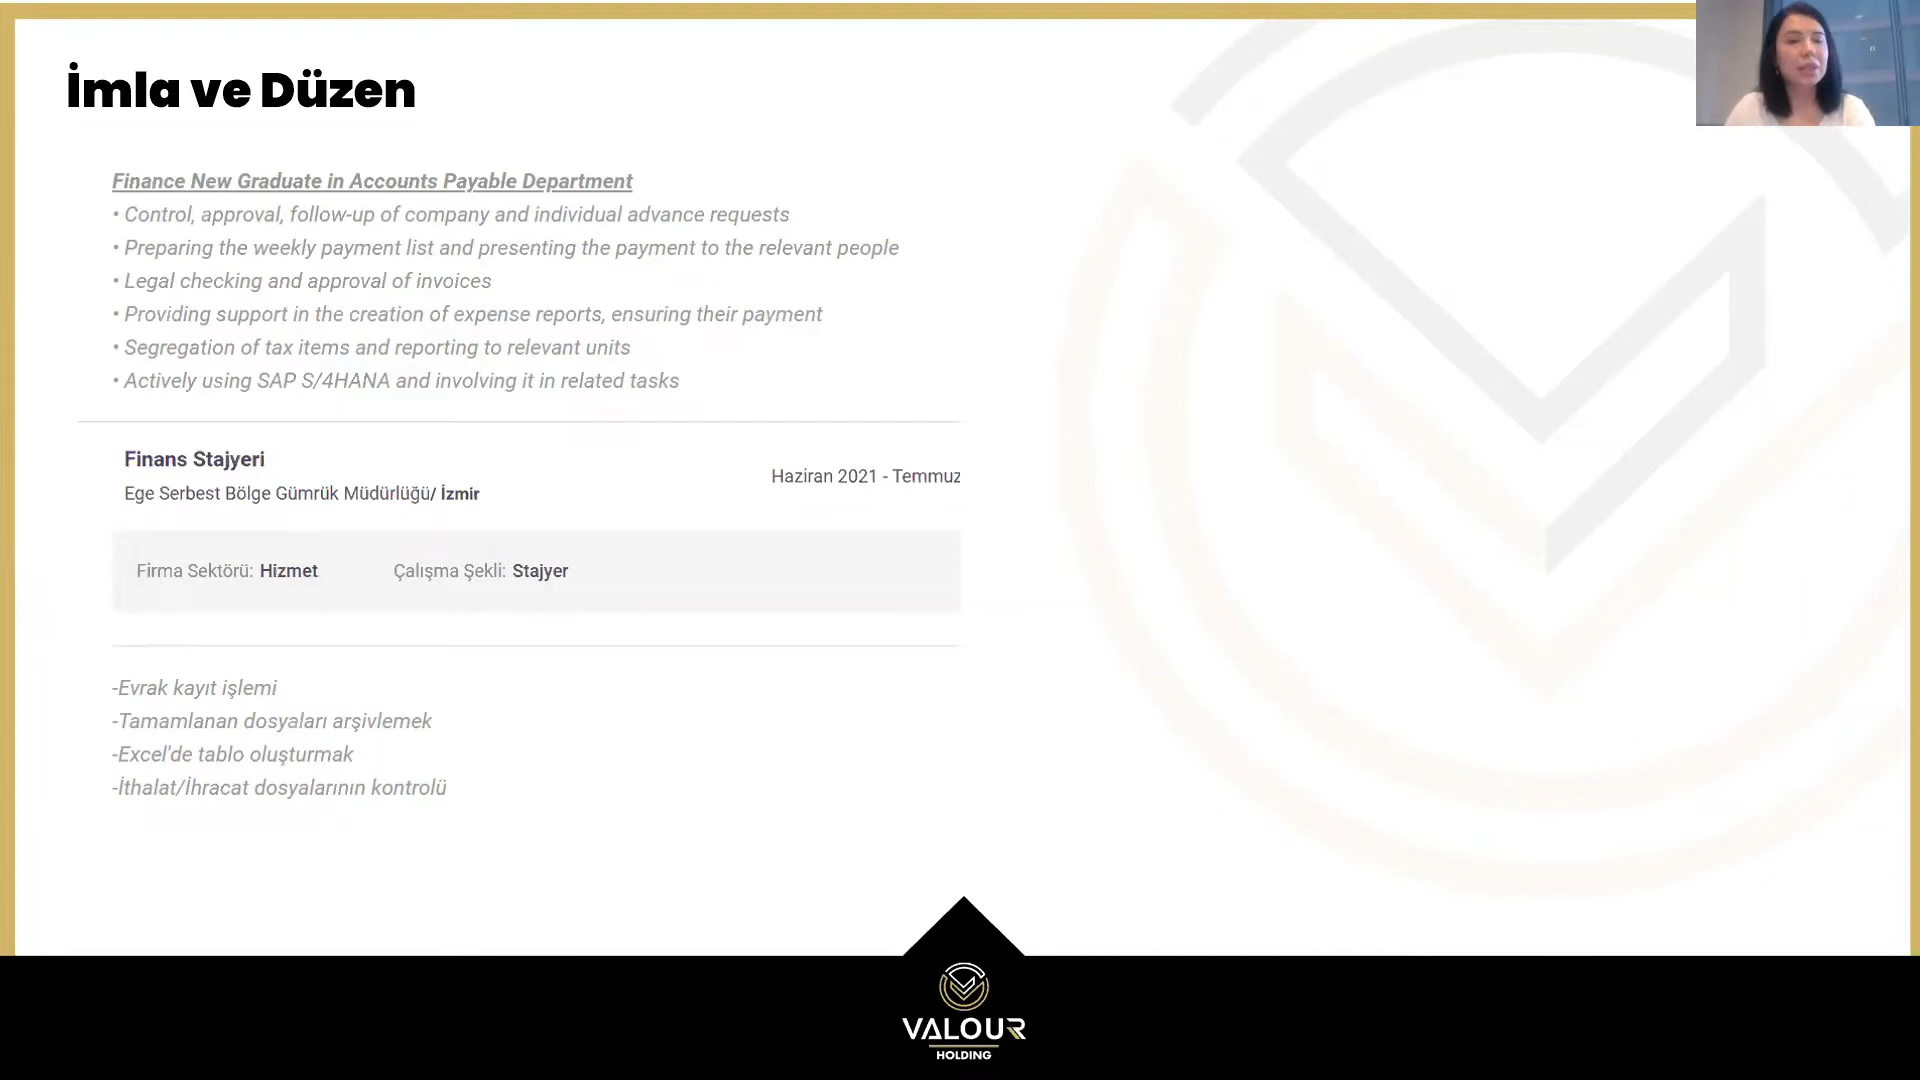 İmla ve Düzen
Finance New Graduate in Accounts Payable Department
• Control, approval, follow-up of company and individual advance requests
• Preparing the weekly payment list and presenting the payment to the relevant people
• Legal checking and approval of invoices
• Providing support in the creation of expense reports, ensuring their payment
• Segregation of tax items and reporting to relevant units
• Actively using SAP S/4HANA and involving it in related tasks
Finans Stajyeri
Haziran 2021 - Temmuz
Ege Serbest Bölge Gümrük Müdürlüğü/ İzmir
Firma Sektörü: Hizmet Çalışma Şekli: Stajyer
-Evrak kayıt işlemi
-Tamamlanan dosyaları arşivlemek
-Excel'de tablo oluşturmak
-İthalat/İhracat dosyalarının kontrolü
VALOUR
HOLDING